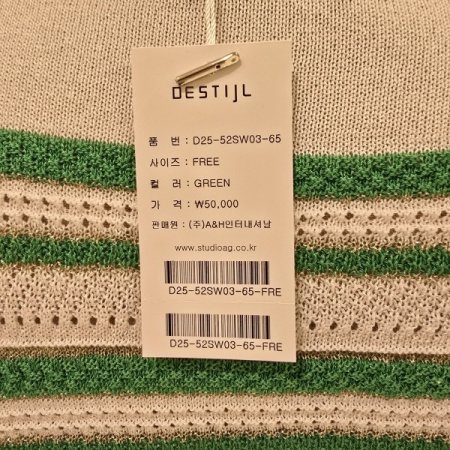 DESTIJL
품 번 : D25-52SW03-65
사이즈 : FREE
컬 러 : GREEN
가 격 : ₩50,000
판매원 : (주)A&H인터내셔날
www.studioag.co.kr
D25-52SW03-65-FRE
D25-52SW03-65-FRE